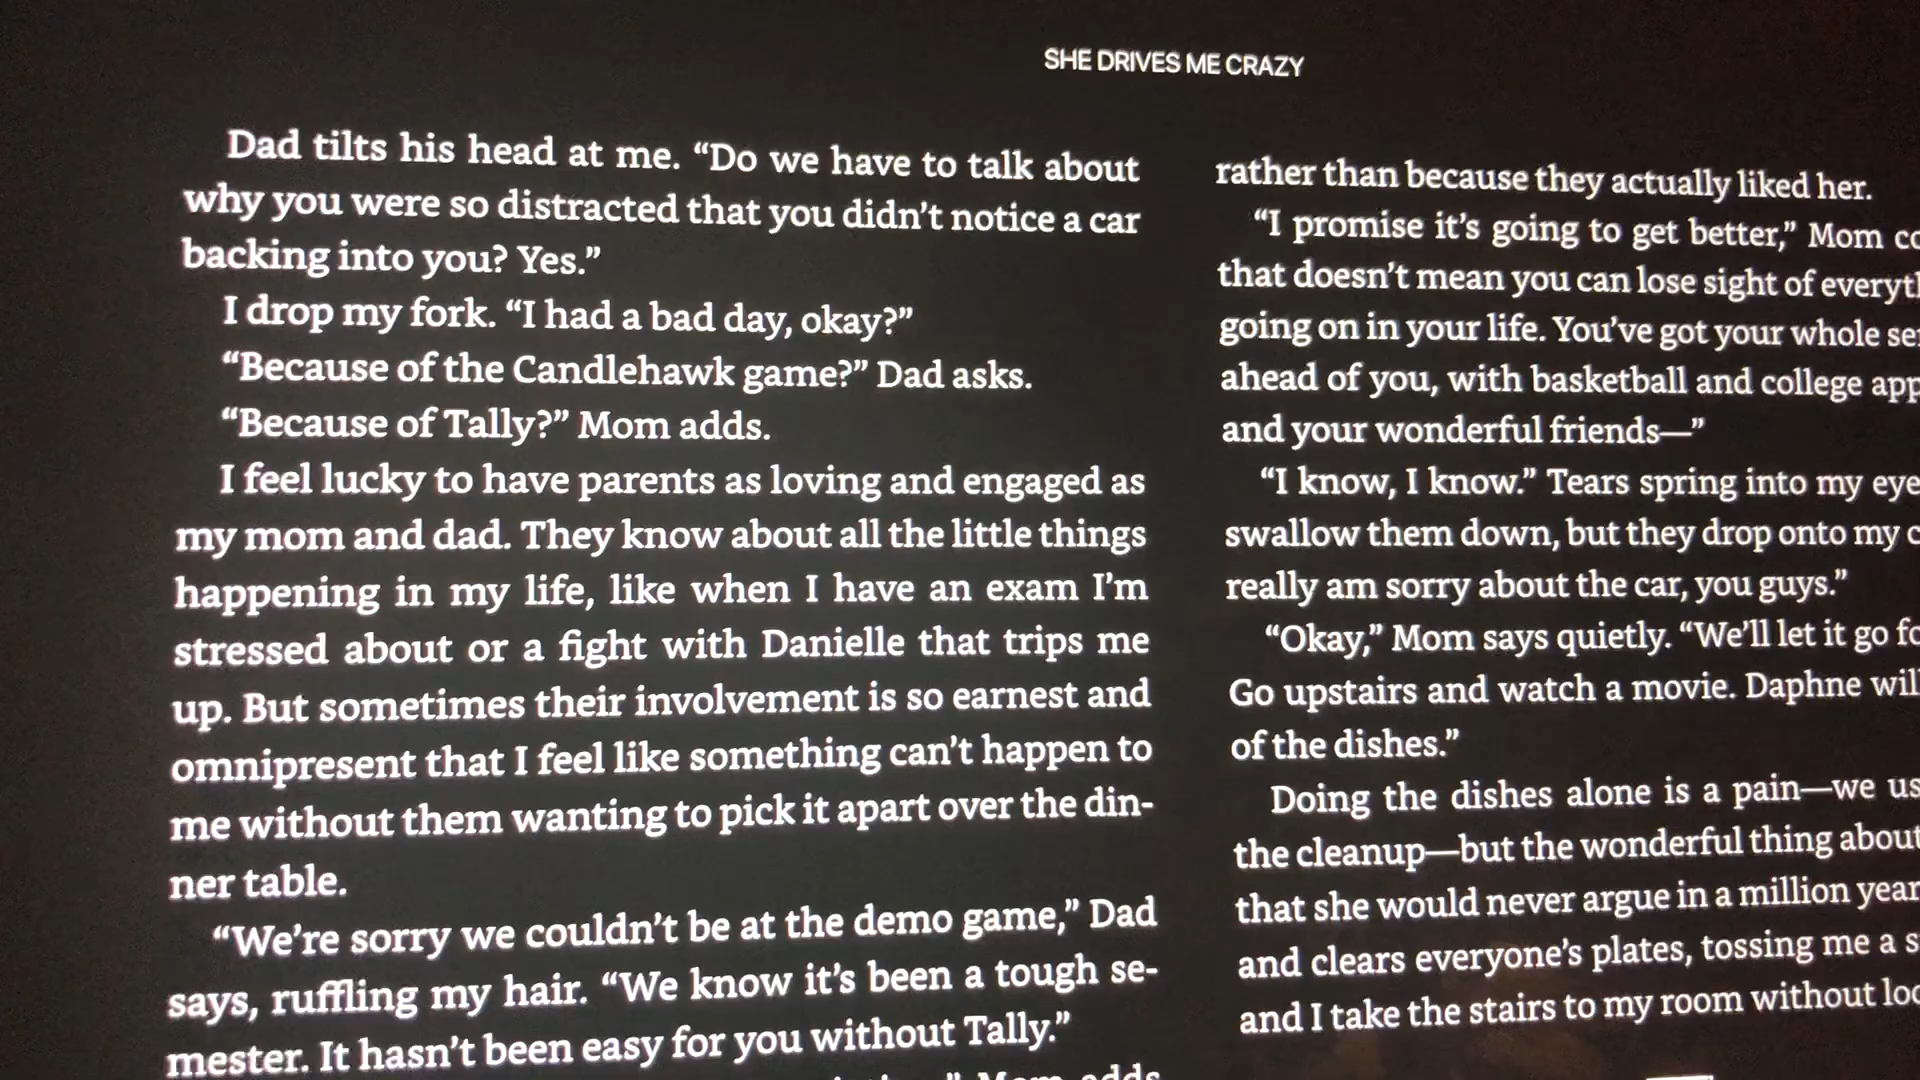 SHE DRIVES ME CRAZY
Dad tilts his head at me. “Do we have to talk about
why you were so distracted that you didn’t notice a car
backing into you? Yes.”
I drop my fork. “I had a bad day, okay?”
“Because of the Candlehawk game?” Dad asks.
“Because of Tally?” Mom adds.
I feel lucky to have parents as loving and engaged as
my mom and dad. They know about all the little things
happening in my life, like when I have an exam I’m
stressed about or a fight with Danielle that trips me
up. But sometimes their involvement is so earnest and
omnipresent that I feel like something can’t happen to
me without them wanting to pick it apart over the din-
ner table.
“We’re sorry we couldn’t be at the demo game,” Dad
says, ruffling my hair. “We know it’s been a tough se-
mester. It hasn’t been easy for you without Tally.”
Mom adds
rather than because they actually liked her.
“I promise it’s going to get better,” Mom
that doesn’t mean you can lose sight of
going on in your life. You’ve got your whole
ahead of you, with basketball and college
and your wonderful friends—”
“I know, I know.” Tears spring into my
swallow them down, but they drop onto my
really am sorry about the car, you guys.”
“Okay,” Mom says quietly. “We’ll let it go
Go upstairs and watch a movie. Daphne
of the dishes.”
Doing the dishes alone is a pain—we
the cleanup—but the wonderful thing about
that she would never argue in a million
and clears everyone’s plates, tossing me a
and I take the stairs to my room without